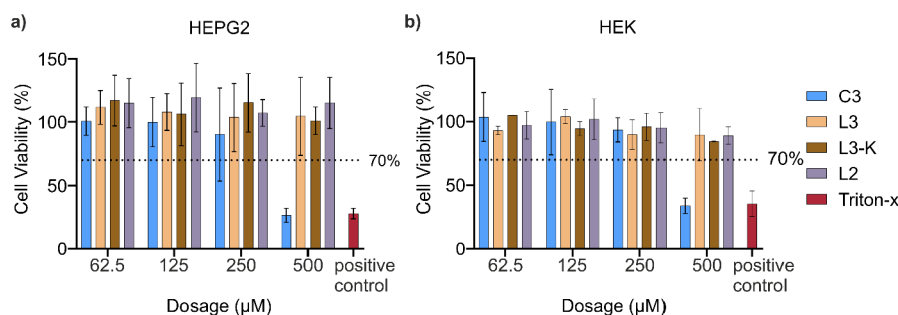 a)
HEPG2
150
100
50
0
Cell Viability (%)
70%
62.5 125 250 500 positive control
Dosage (µM)
b)
HEK
150
100
50
0
Cell Viability (%)
70%
62.5 125 250 500 positive control
Dosage (µM)
C3
L3
L3-K
L2
Triton-x